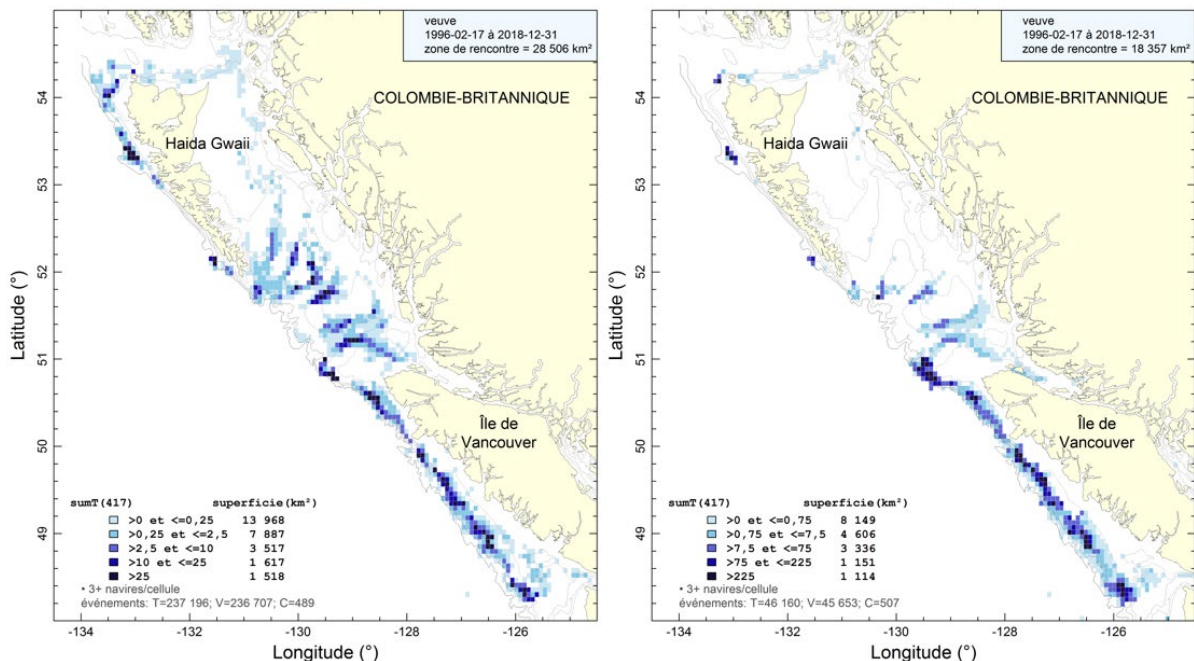 veuve
1996-02-17 à 2018-12-31
zone de rencontre = 28 506 km²
COLOMBIE-BRITANNIQUE
Haida Gwaii
Île de
Vancouver
sumT(417) superficie(km²)
>0 et <=0,25 13 968
>0,25 et <=2,5 7 887
>2,5 et <=10 3 517
>10 et <=25 1 617
>25 1 518
• 3+ navires/cellule
événements: T=237 196; V=236 707; C=489
54
53
52
51
50
49
Latitude (°)
-134 -132 -130 -128 -126
Longitude (°)
veuve
1996-02-17 à 2018-12-31
zone de rencontre = 18 357 km²
COLOMBIE-BRITANNIQUE
Haida Gwaii
Île de
Vancouver
sumT(417) superficie(km²)
>0 et <=0,75 8 149
>0,75 et <=7,5 4 606
>7,5 et <=75 3 336
>75 et <=225 1 151
>225 1 114
• 3+ navires/cellule
événements: T=46 160; V=45 653; C=507
54
53
52
51
50
49
Latitude (°)
-134 -132 -130 -128 -126
Longitude (°)